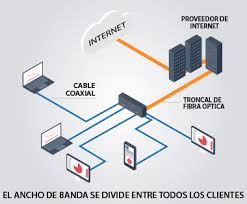 INTERNET
PROVEEDOR DE
INTERNET
CABLE
COAXIAL
TRONCAL DE
FIBRA OPTICA
EL ANCHO DE BANDA SE DIVIDE ENTRE TODOS LOS CLIENTES